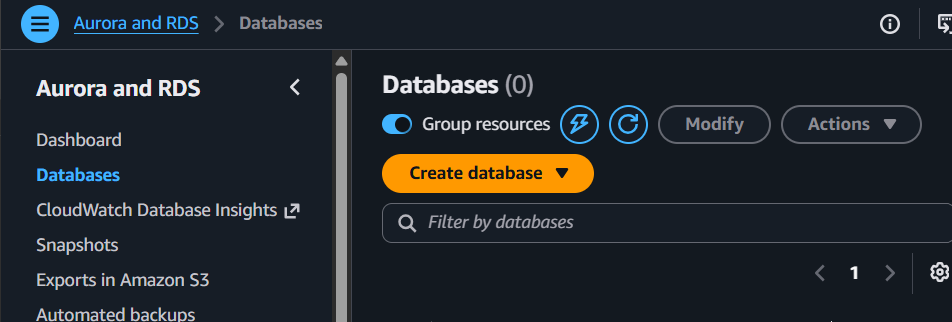 Aurora and RDS > Databases
Aurora and RDS
Dashboard
Databases
CloudWatch Database Insights
Snapshots
Exports in Amazon S3
Automated backups
Databases (0)
Group resources
Modify
Actions
Create database
Filter by databases
1